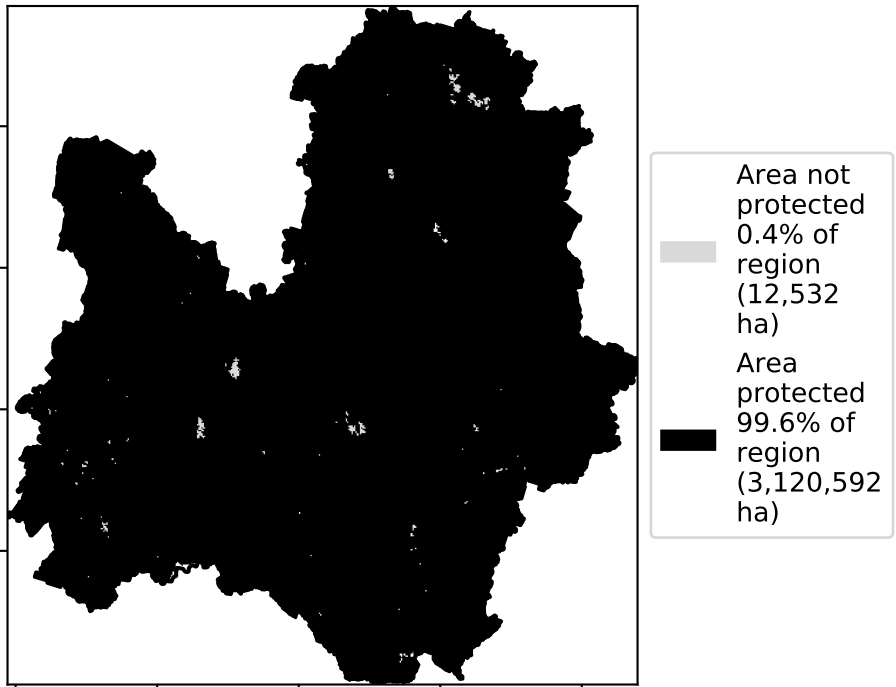 Area not
protected
0.4% of
region
(12,532
ha)
Area
protected
99.6% of
region
(3,120,592
ha)